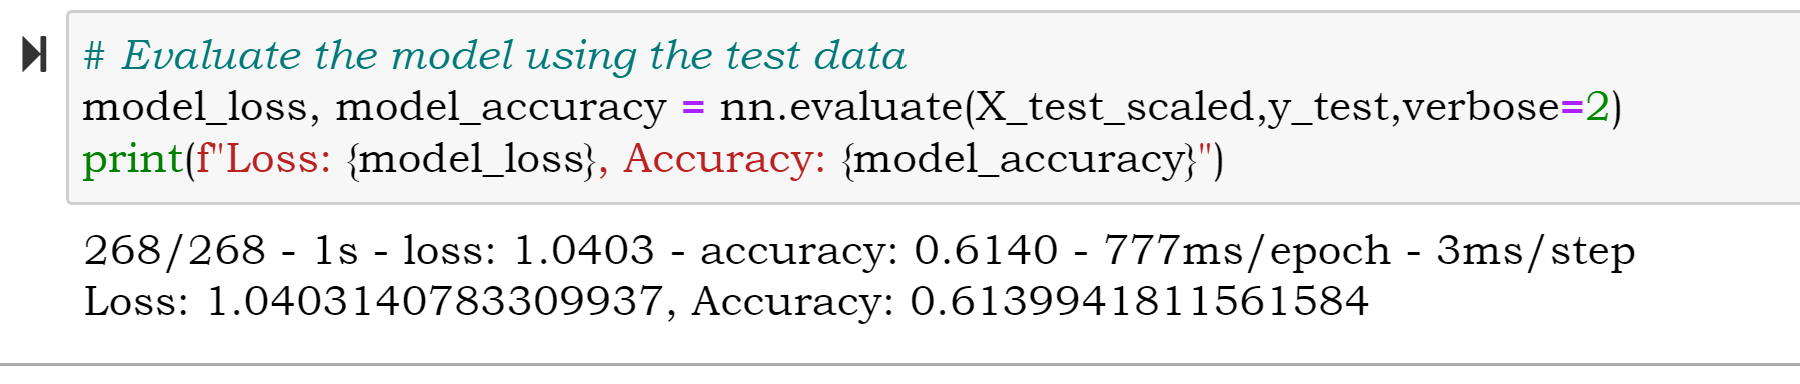 # Evaluate the model using the test data
model_loss, model_accuracy = nn.evaluate(X_test_scaled,y_test,verbose=2)
print(f"Loss: {model_loss}, Accuracy: {model_accuracy}")
268/268 - 1s - loss: 1.0403 - accuracy: 0.6140 - 777ms/epoch - 3ms/step
Loss: 1.0403140783309937, Accuracy: 0.6139941811561584